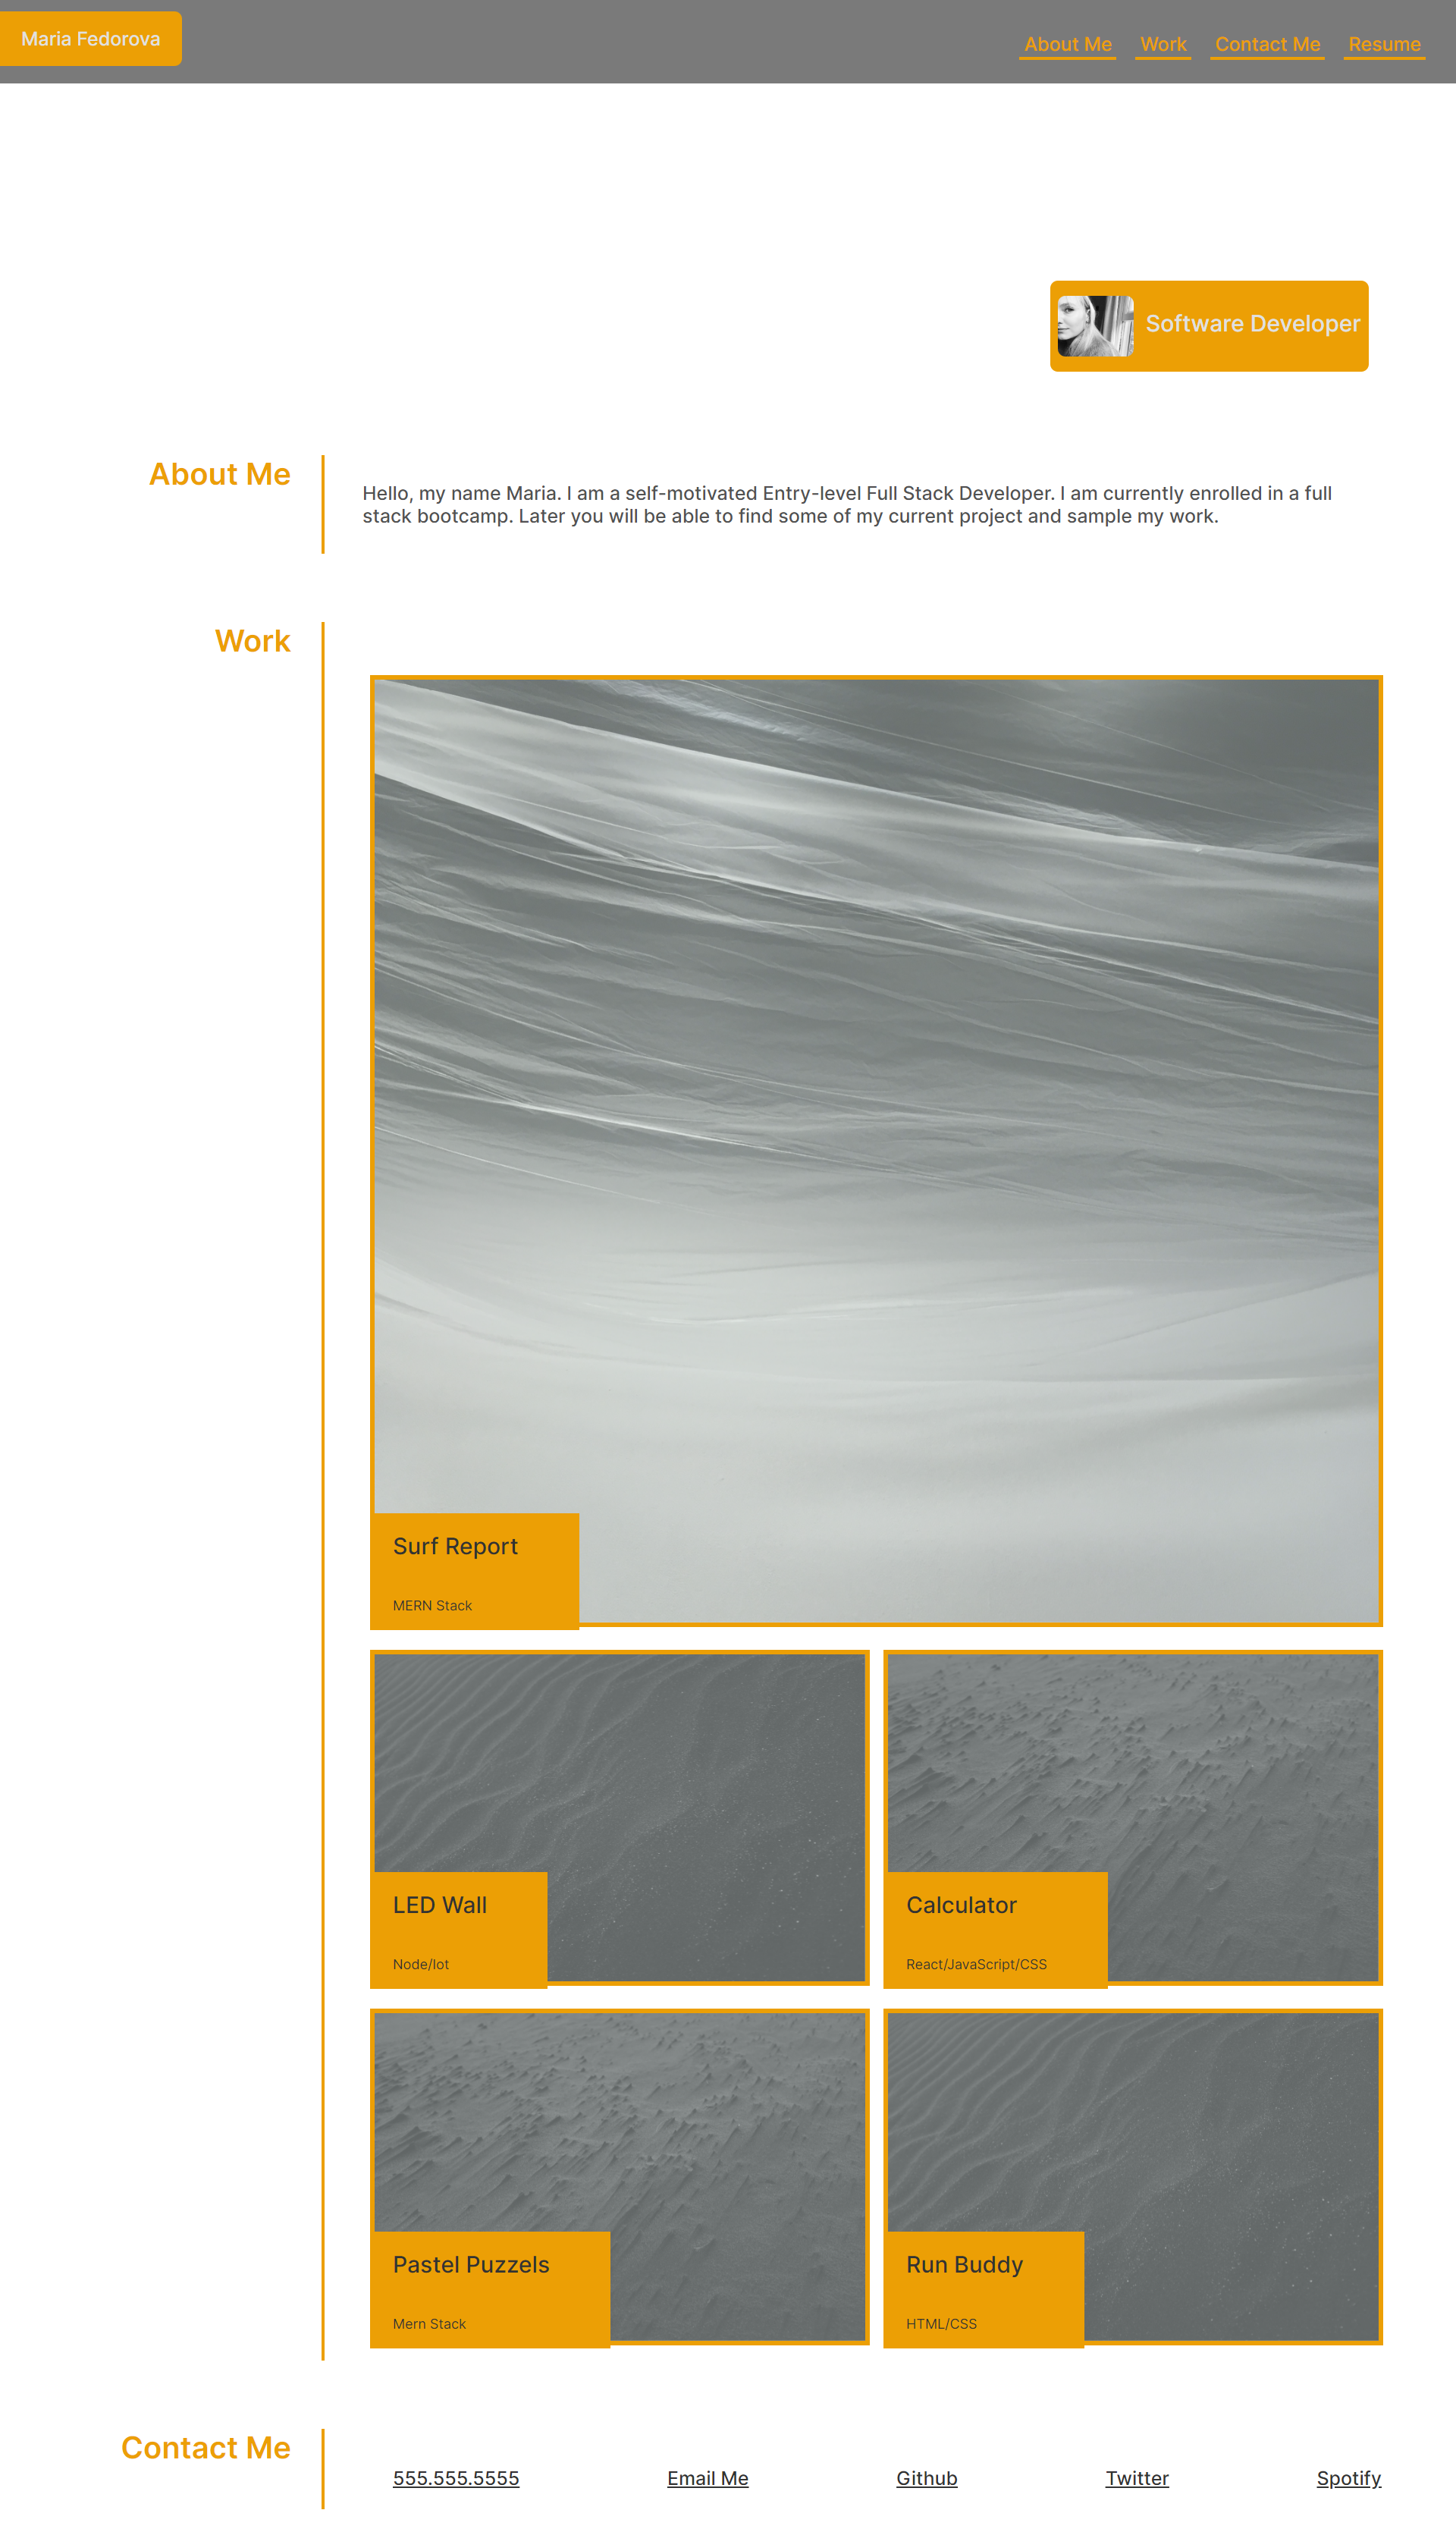 Maria Fedorova
About Me Work Contact Me Resume
Software Developer
About Me
Hello, my name Maria. I am a self-motivated Entry-level Full Stack Developer. I am currently enrolled in a full
stack bootcamp. Later you will be able to find some of my current project and sample my work.
Work
Surf Report
MERN Stack
LED Wall
Node/Iot
Calculator
React/JavaScript/CSS
Pastel Puzzels
Mern Stack
Run Buddy
HTML/CSS
Contact Me
555.555.5555 Email Me Github Twitter Spotify